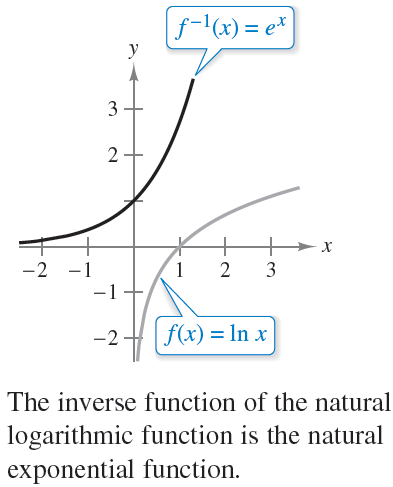 f⁻¹(x) = eˣ
y
3
2
x
−2 −1 1 2 3
−1
−2
f(x) = ln x
The inverse function of the natural
logarithmic function is the natural
exponential function.